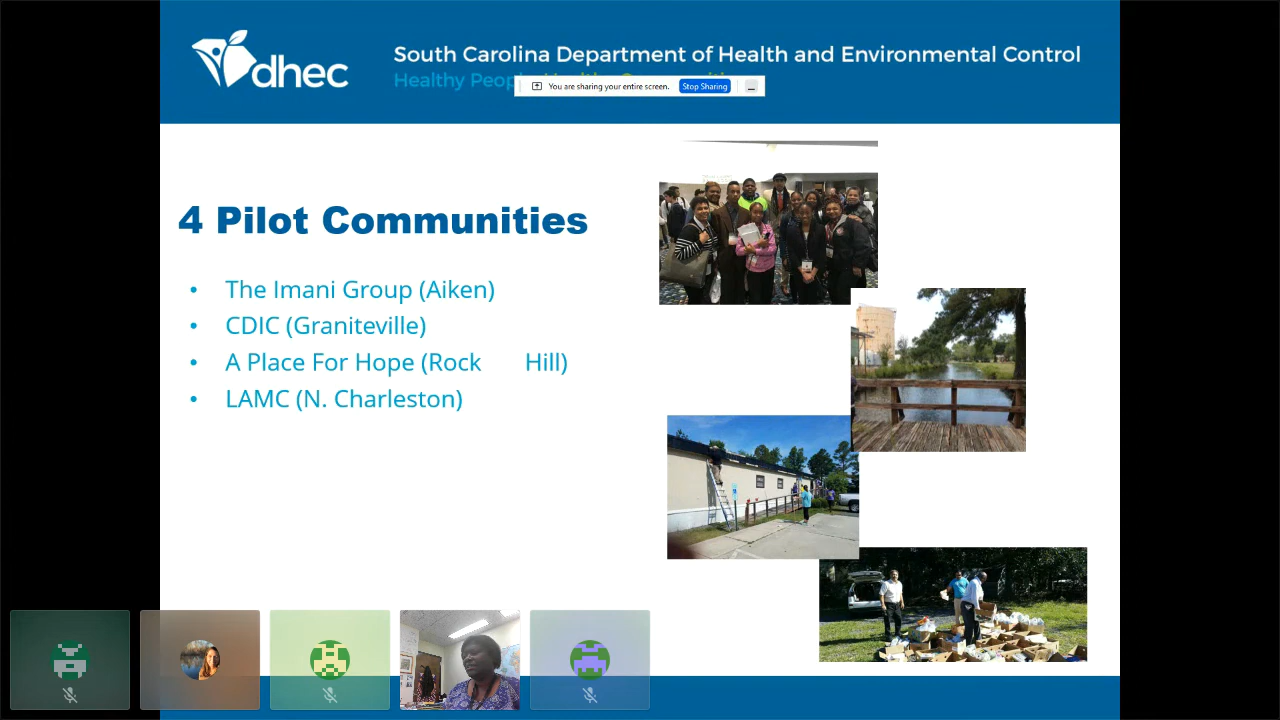 dhec
South Carolina Department of Health and Environmental Control
Healthy People
You are sharing your entire screen.
Stop Sharing
4 Pilot Communities
• The Imani Group (Aiken)
• CDIC (Graniteville)
• A Place For Hope (Rock Hill)
• LAMC (N. Charleston)